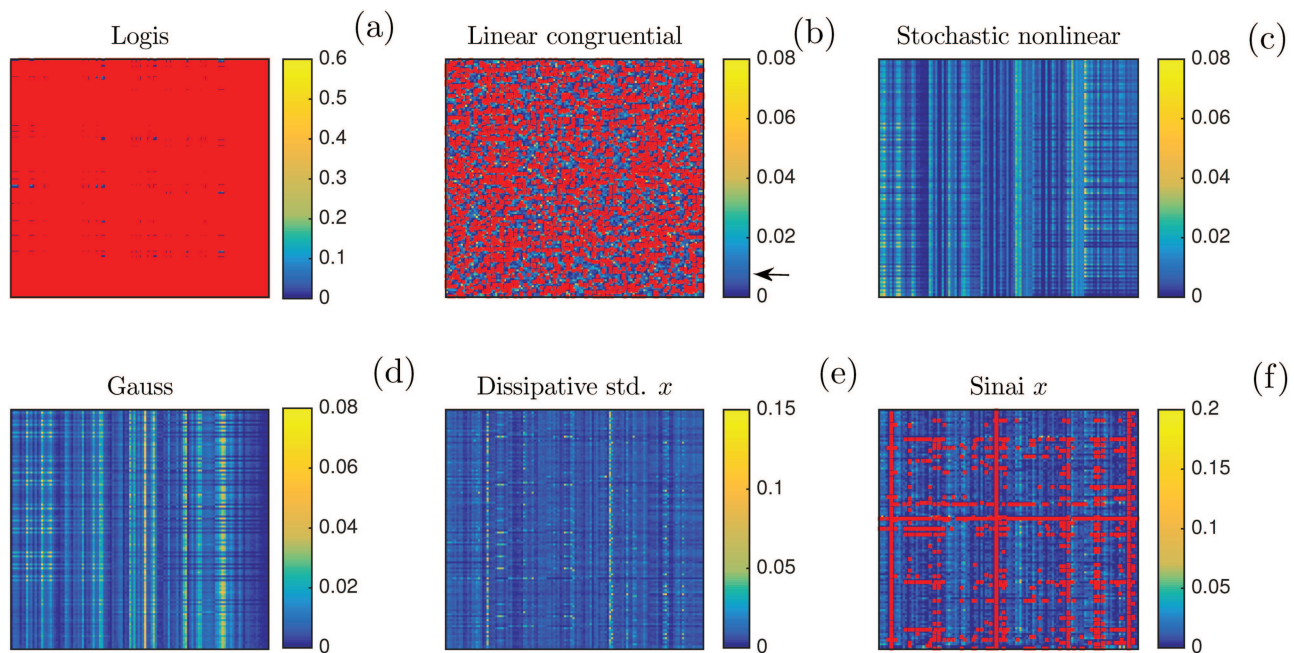 Logis
(a)
0.6
0.5
0.4
0.3
0.2
0.1
0
Linear congruential
(b)
0.08
0.06
0.04
0.02
0
Stochastic nonlinear
(c)
0.08
0.06
0.04
0.02
0
Gauss
(d)
0.08
0.06
0.04
0.02
0
Dissipative std. x
(e)
0.15
0.1
0.05
0
Sinai x
(f)
0.2
0.15
0.1
0.05
0